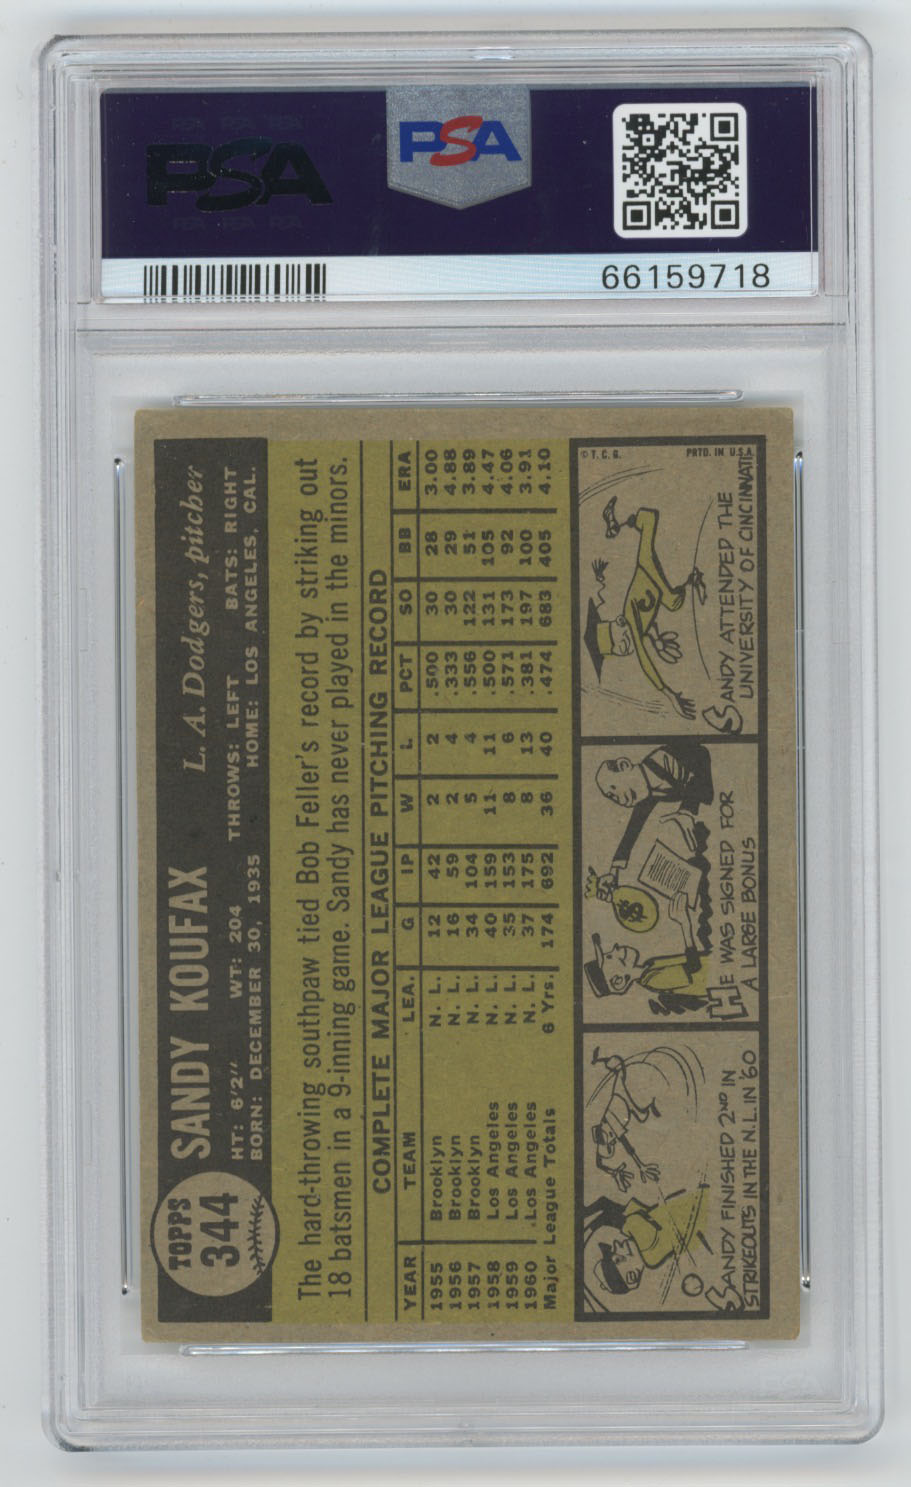 PSA
PSA
66159718
TOPPS
344
SANDY KOUFAX
L. A. Dodgers, pitcher
HT: 6'2" WT: 204 THROWS: LEFT BATS: RIGHT
BORN: DECEMBER 30, 1935 HOME: LOS ANGELES, CAL.
The hard-throwing southpaw tied Bob Feller's record by striking out
18 batsmen in a 9-inning game. Sandy has never played in the minors.
COMPLETE MAJOR LEAGUE PITCHING RECORD
YEAR TEAM LEA. G IP W L PCT SO BB ERA
1955 Brooklyn N. L. 12 42 2 2 .500 30 28 3.00
1956 Brooklyn N. L. 16 59 2 4 .333 30 29 4.88
1957 Brooklyn N. L. 34 104 5 4 .556 122 51 3.89
1958 Los Angeles N. L. 40 159 11 11 .500 131 105 4.47
1959 Los Angeles N. L. 35 153 8 6 .571 173 92 4.06
1960 Los Angeles N. L. 37 175 8 13 .381 197 100 3.91
Major League Totals 6 Yrs. 174 692 36 40 .474 683 405 4.10
SANDY FINISHED 2ND IN
STRIKEOUTS IN THE N.L. IN '60
$
HE WAS SIGNED FOR
A LARGE BONUS
© T. C. G. PRTD. IN U.S.A.
C
SANDY ATTENDED THE
UNIVERSITY OF CINCINNATI